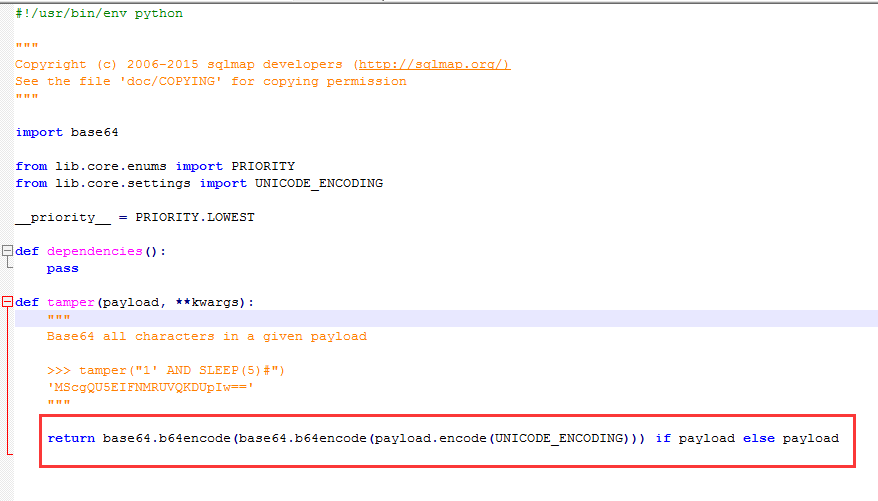 #!/usr/bin/env python
"""
Copyright (c) 2006-2015 sqlmap developers (http://sqlmap.org/)
See the file 'doc/COPYING' for copying permission
"""
import base64
from lib.core.enums import PRIORITY
from lib.core.settings import UNICODE_ENCODING
__priority__ = PRIORITY.LOWEST
def dependencies():
    pass
def tamper(payload, **kwargs):
    """
    Base64 all characters in a given payload
    >>> tamper("1' AND SLEEP(5)#")
    'MScgQU5EIFNMRUVQKDUpIw=='
    """
    return base64.b64encode(base64.b64encode(payload.encode(UNICODE_ENCODING))) if payload else payload